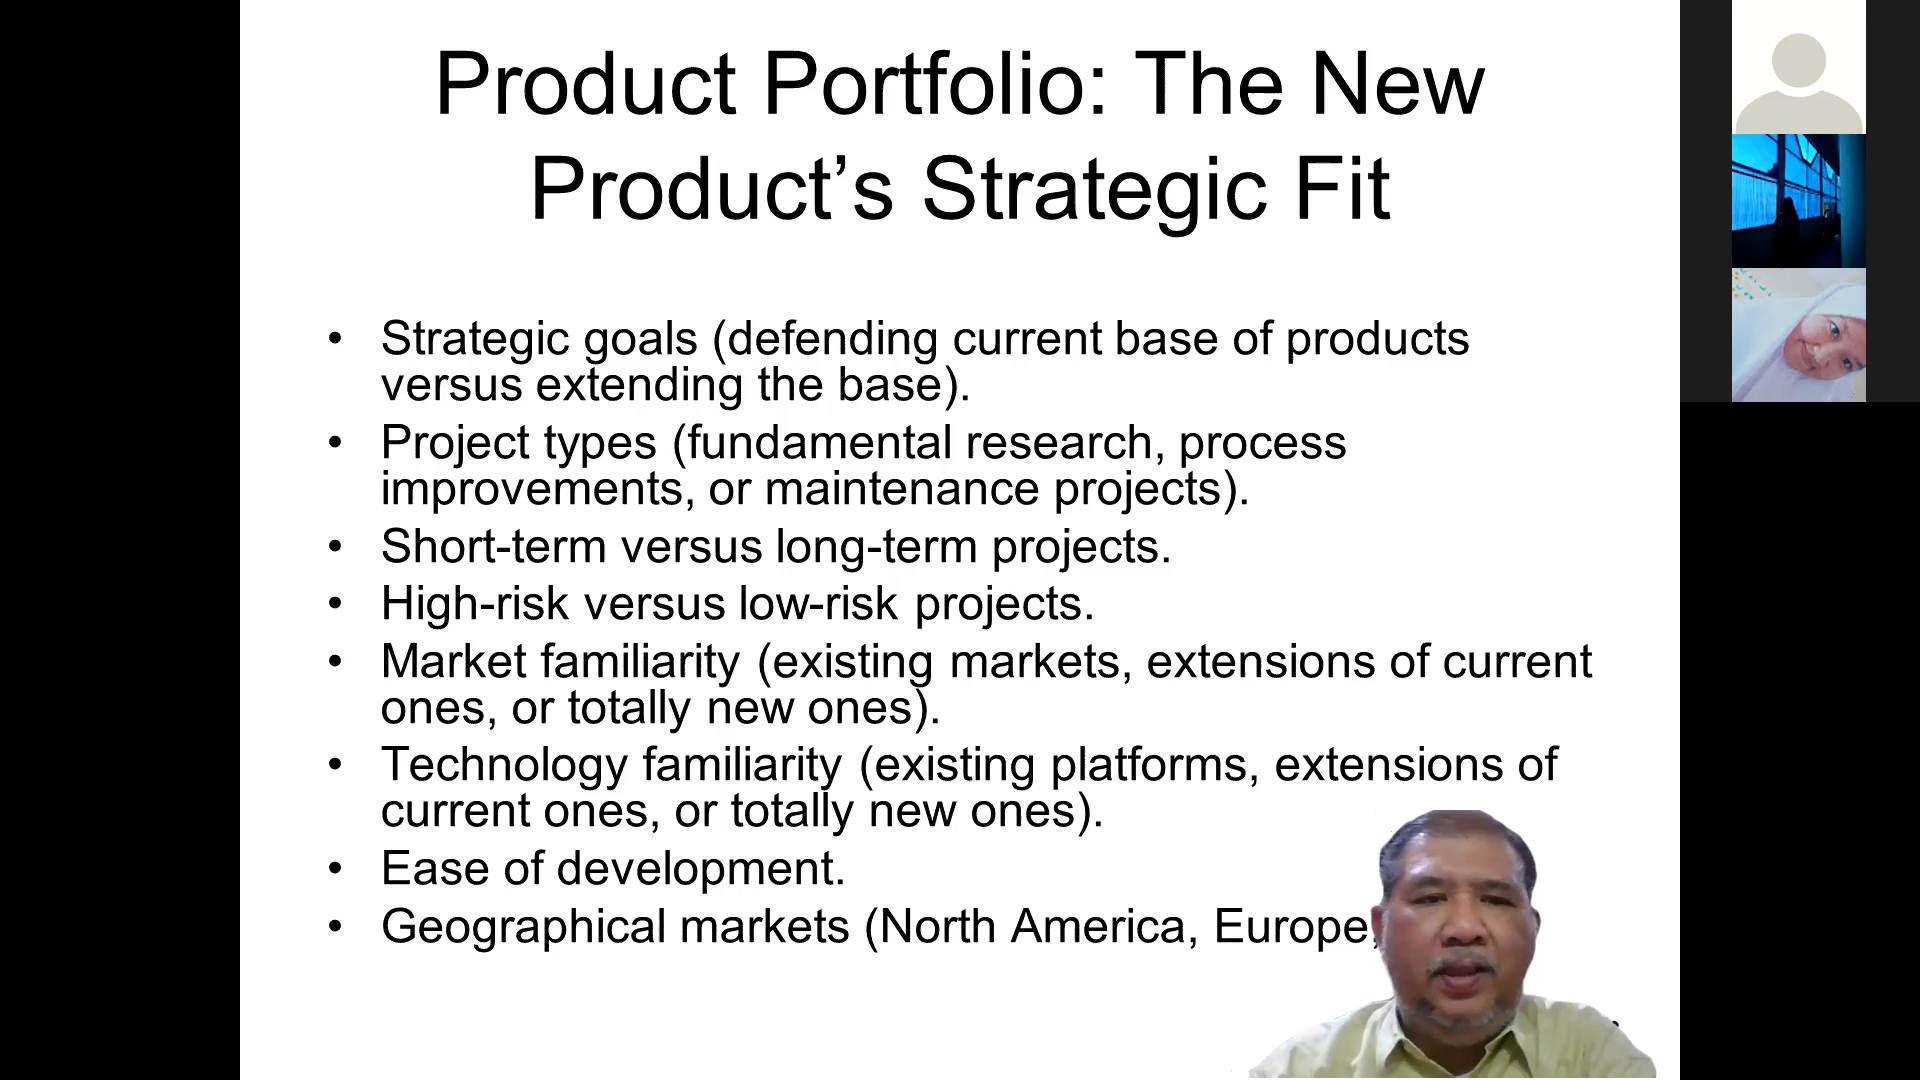 Product Portfolio: The New
Product’s Strategic Fit
• Strategic goals (defending current base of products
versus extending the base).
• Project types (fundamental research, process
improvements, or maintenance projects).
• Short-term versus long-term projects.
• High-risk versus low-risk projects.
• Market familiarity (existing markets, extensions of current
ones, or totally new ones).
• Technology familiarity (existing platforms, extensions of
current ones, or totally new ones).
• Ease of development.
• Geographical markets (North America, Europe,